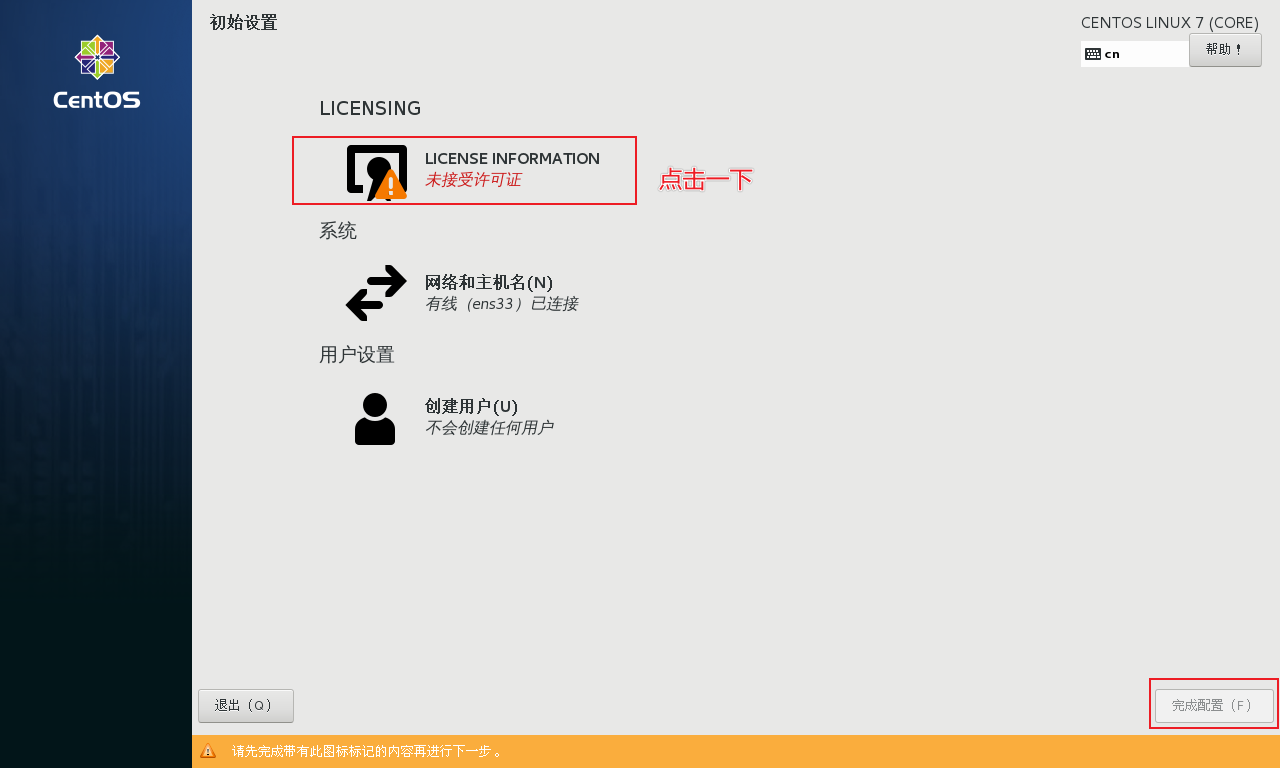 初始设置
CENTOS LINUX 7 (CORE)
cn
帮助！
CentOS
LICENSING
LICENSE INFORMATION
未接受许可证
点击一下
系统
网络和主机名(N)
有线（ens33）已连接
用户设置
创建用户(U)
不会创建任何用户
退出（Q）
完成配置（F）
请先完成带有此图标标记的内容再进行下一步。